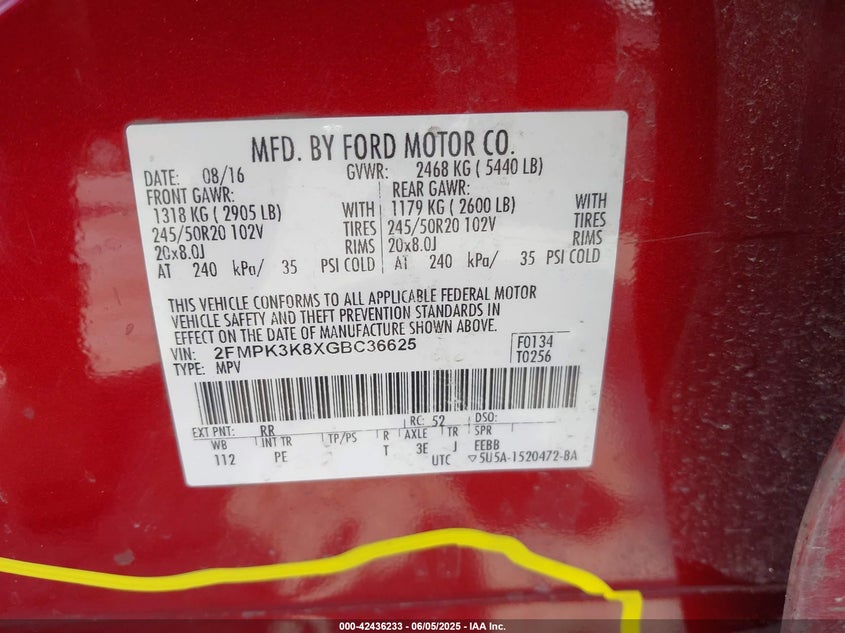 MFD. BY FORD MOTOR CO.
DATE: 08/16 GVWR: 2468 KG ( 5440 LB)
FRONT GAWR: REAR GAWR:
1318 KG ( 2905 LB) WITH 1179 KG ( 2600 LB) WITH
245/50R20 102V TIRES 245/50R20 102V TIRES
20x8.0J RIMS 20x8.0J RIMS
AT 240 kPa/ 35 PSI COLD AT 240 kPa/ 35 PSI COLD
THIS VEHICLE CONFORMS TO ALL APPLICABLE FEDERAL MOTOR
VEHICLE SAFETY AND THEFT PREVENTION STANDARDS IN
EFFECT ON THE DATE OF MANUFACTURE SHOWN ABOVE.
VIN: 2FMPK3K8XGBC36625 F0134
TYPE: MPV T0256
RC: 52 DSO:
EXT PNT: RR
WB INT TR TP/PS R AXLE TR SPR
112 PE T 3E J EEBB
UTC ▽5U5A-1520472-BA
000-42436233 | 06/05/2025 - IAA Inc.